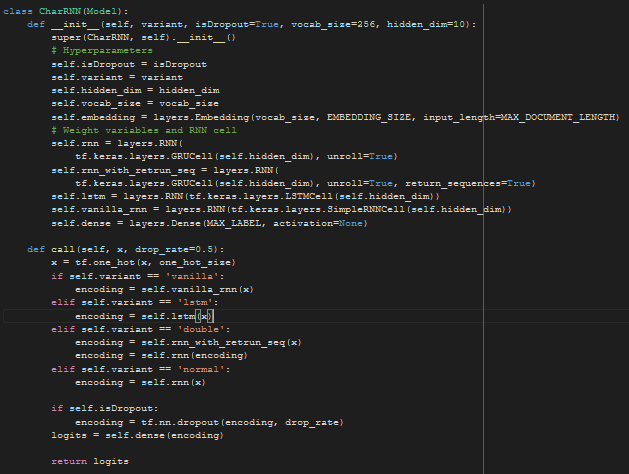 class CharRNN(Model):
    def __init__(self, variant, isDropout=True, vocab_size=256, hidden_dim=10):
        super(CharRNN, self).__init__()
        # Hyperparameters
        self.isDropout = isDropout
        self.variant = variant
        self.hidden_dim = hidden_dim
        self.vocab_size = vocab_size
        self.embedding = layers.Embedding(vocab_size, EMBEDDING_SIZE, input_length=MAX_DOCUMENT_LENGTH)
        # Weight variables and RNN cell
        self.rnn = layers.RNN(
            tf.keras.layers.GRUCell(self.hidden_dim), unroll=True)
        self.rnn_with_retrun_seq = layers.RNN(
            tf.keras.layers.GRUCell(self.hidden_dim), unroll=True, return_sequences=True)
        self.lstm = layers.RNN(tf.keras.layers.LSTMCell(self.hidden_dim))
        self.vanilla_rnn = layers.RNN(tf.keras.layers.SimpleRNNCell(self.hidden_dim))
        self.dense = layers.Dense(MAX_LABEL, activation=None)

    def call(self, x, drop_rate=0.5):
        x = tf.one_hot(x, one_hot_size)
        if self.variant == 'vanilla':
            encoding = self.vanilla_rnn(x)
        elif self.variant == 'lstm':
            encoding = self.lstm(x)
        elif self.variant == 'double':
            encoding = self.rnn_with_retrun_seq(x)
            encoding = self.rnn(encoding)
        elif self.variant == 'normal':
            encoding = self.rnn(x)

        if self.isDropout:
            encoding = tf.nn.dropout(encoding, drop_rate)
        logits = self.dense(encoding)

        return logits